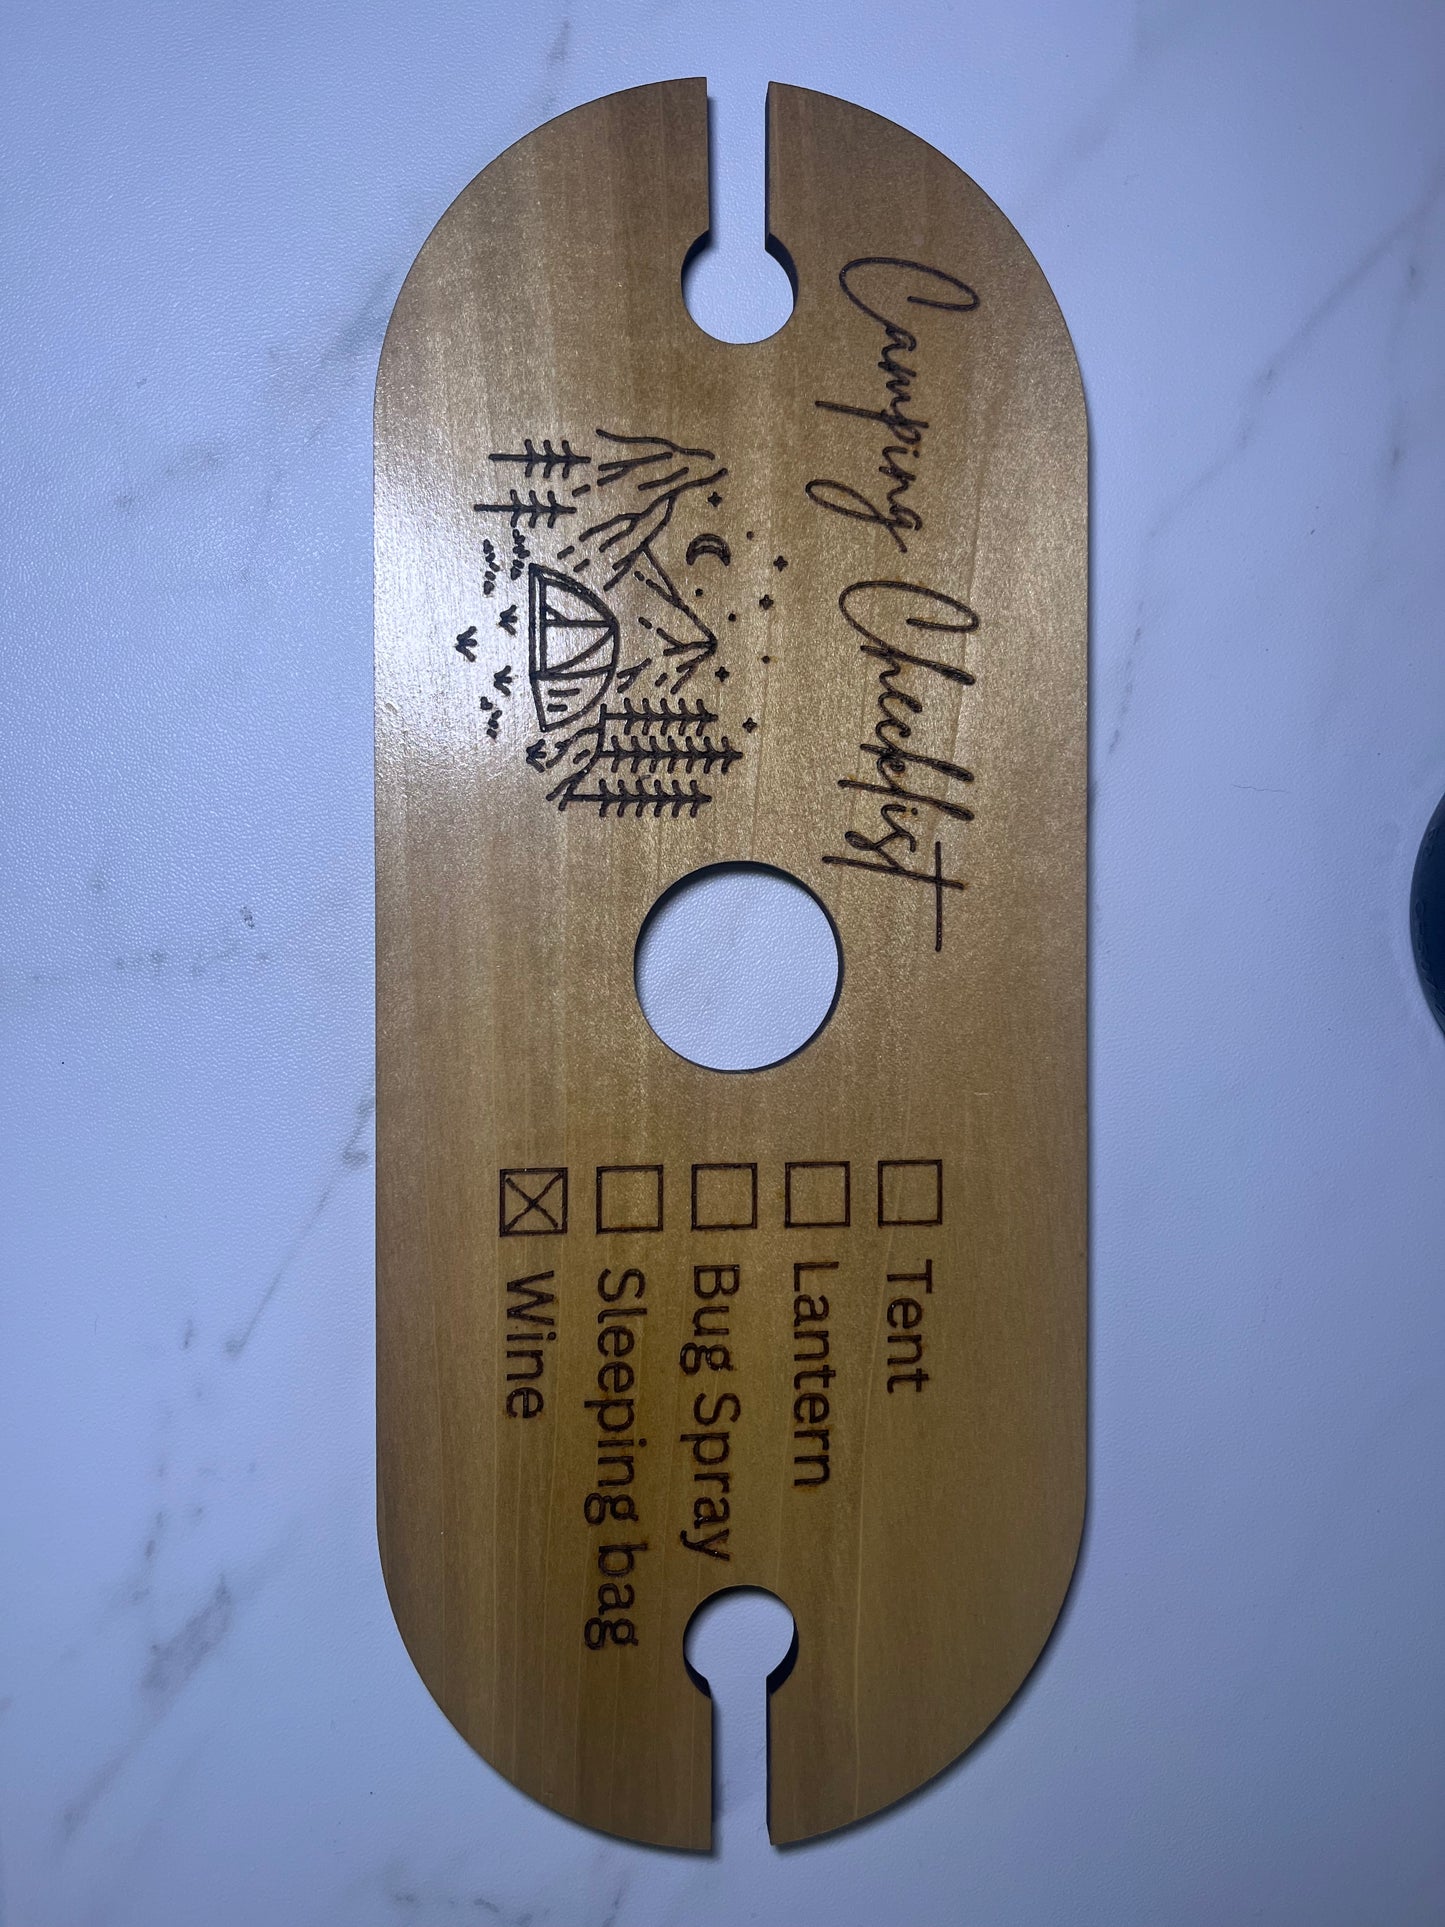 Camping Checklist
Tent
Lantern
Bug Spray
Sleeping bag
Wine